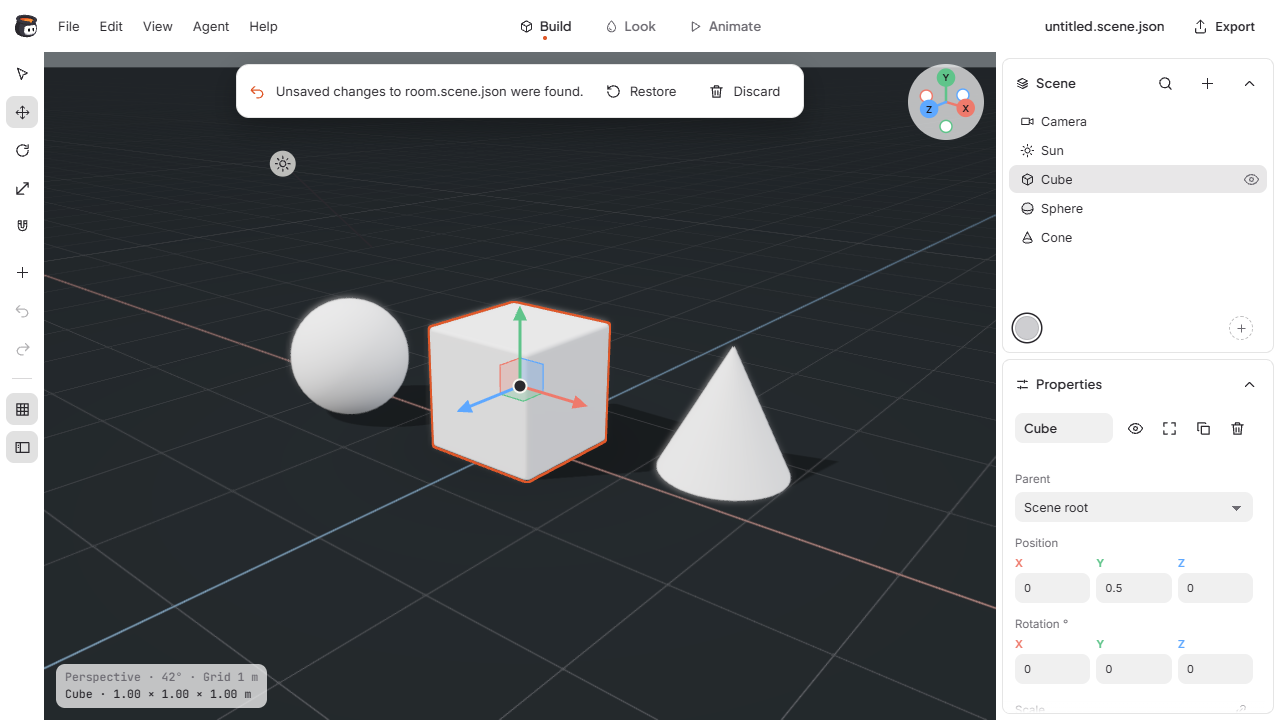 File Edit View Agent Help
Build Look Animate
untitled.scene.json Export
Unsaved changes to room.scene.json were found. Restore Discard
Y
Z X
Scene
Camera
Sun
Cube
Sphere
Cone
Properties
Cube
Parent
Scene root
Position
X Y Z
0 0.5 0
Rotation °
X Y Z
0 0 0
Scale
Perspective · 42° · Grid 1 m
Cube · 1.00 × 1.00 × 1.00 m